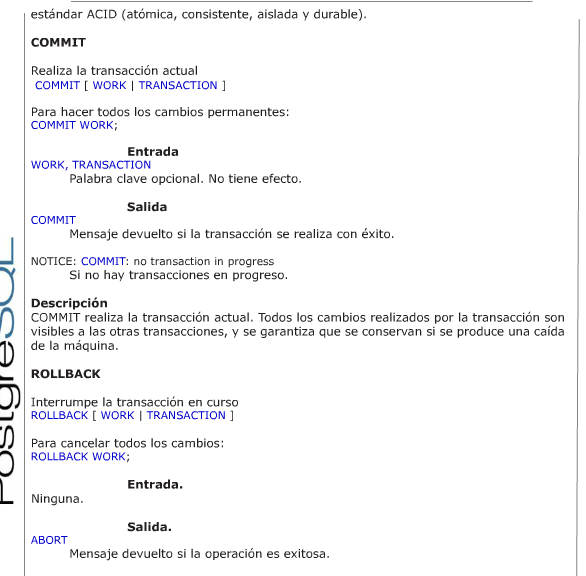 estándar ACID (atómica, consistente, aislada y durable).
COMMIT
Realiza la transacción actual
COMMIT [ WORK | TRANSACTION ]
Para hacer todos los cambios permanentes:
COMMIT WORK;
Entrada
WORK, TRANSACTION
Palabra clave opcional. No tiene efecto.
Salida
COMMIT
Mensaje devuelto si la transacción se realiza con éxito.
NOTICE: COMMIT: no transaction in progress
Si no hay transacciones en progreso.
Descripción
COMMIT realiza la transacción actual. Todos los cambios realizados por la transacción son
visibles a las otras transacciones, y se garantiza que se conservan si se produce una caída
de la máquina.
ROLLBACK
Interrumpe la transacción en curso
ROLLBACK [ WORK | TRANSACTION ]
Para cancelar todos los cambios:
ROLLBACK WORK;
Entrada.
Ninguna.
Salida.
ABORT
Mensaje devuelto si la operación es exitosa.
PostgreSQL